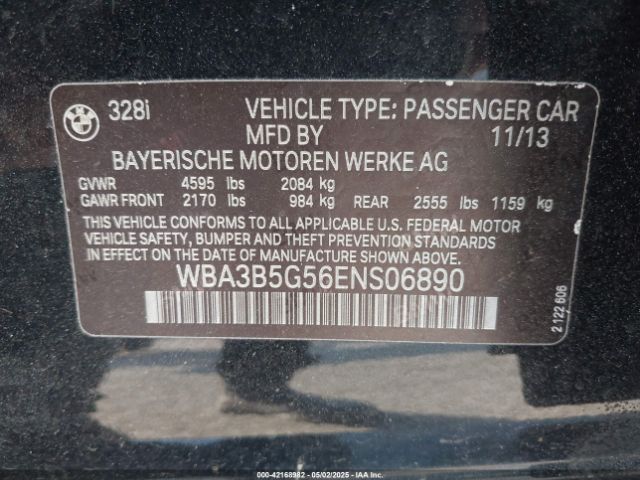 328i VEHICLE TYPE: PASSENGER CAR
MFD BY 11/13
BAYERISCHE MOTOREN WERKE AG
GVWR 4595 lbs 2084 kg
GAWR FRONT 2170 lbs 984 kg REAR 2555 lbs 1159 kg
THIS VEHICLE CONFORMS TO ALL APPLICABLE U.S. FEDERAL MOTOR
VEHICLE SAFETY, BUMPER AND THEFT PREVENTION STANDARDS
IN EFFECT ON THE DATE OF MANUFACTURE SHOWN ABOVE.
WBA3B5G56ENS06890
2 122 606
000-42168982 - 05/02/2025 - IAA, Inc.